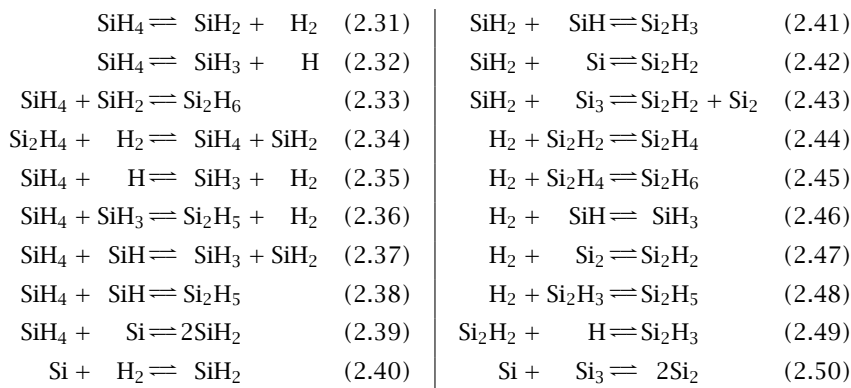 SiH₄ ⇌ SiH₂ + H₂ (2.31)
SiH₄ ⇌ SiH₃ + H (2.32)
SiH₄ + SiH₂ ⇌ Si₂H₆ (2.33)
Si₂H₄ + H₂ ⇌ SiH₄ + SiH₂ (2.34)
SiH₄ + H ⇌ SiH₃ + H₂ (2.35)
SiH₄ + SiH₃ ⇌ Si₂H₅ + H₂ (2.36)
SiH₄ + SiH ⇌ SiH₃ + SiH₂ (2.37)
SiH₄ + SiH ⇌ Si₂H₅ (2.38)
SiH₄ + Si ⇌ 2SiH₂ (2.39)
Si + H₂ ⇌ SiH₂ (2.40)
SiH₂ + SiH ⇌ Si₂H₃ (2.41)
SiH₂ + Si ⇌ Si₂H₂ (2.42)
SiH₂ + Si₃ ⇌ Si₂H₂ + Si₂ (2.43)
H₂ + Si₂H₂ ⇌ Si₂H₄ (2.44)
H₂ + Si₂H₄ ⇌ Si₂H₆ (2.45)
H₂ + SiH ⇌ SiH₃ (2.46)
H₂ + Si₂ ⇌ Si₂H₂ (2.47)
H₂ + Si₂H₃ ⇌ Si₂H₅ (2.48)
Si₂H₂ + H ⇌ Si₂H₃ (2.49)
Si + Si₃ ⇌ 2Si₂ (2.50)